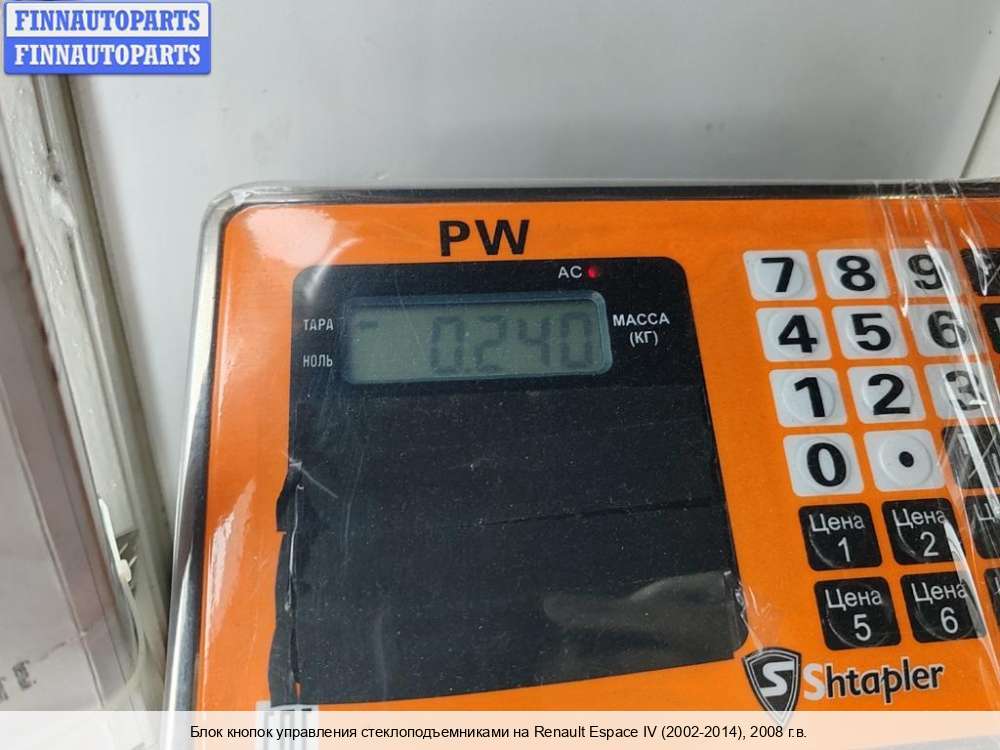 FINNAUTOPARTS
FINNAUTOPARTS
PW
AC
ТАРА
НОЛЬ
0.240
МАССА
(КГ)
7 8 9
4 5 6
1 2 3
0 .
Цена 1
Цена 2
Цена 5
Цена 6
S Shtapler
Блок кнопок управления стеклоподъемниками на Renault Espace IV (2002-2014), 2008 г.в.